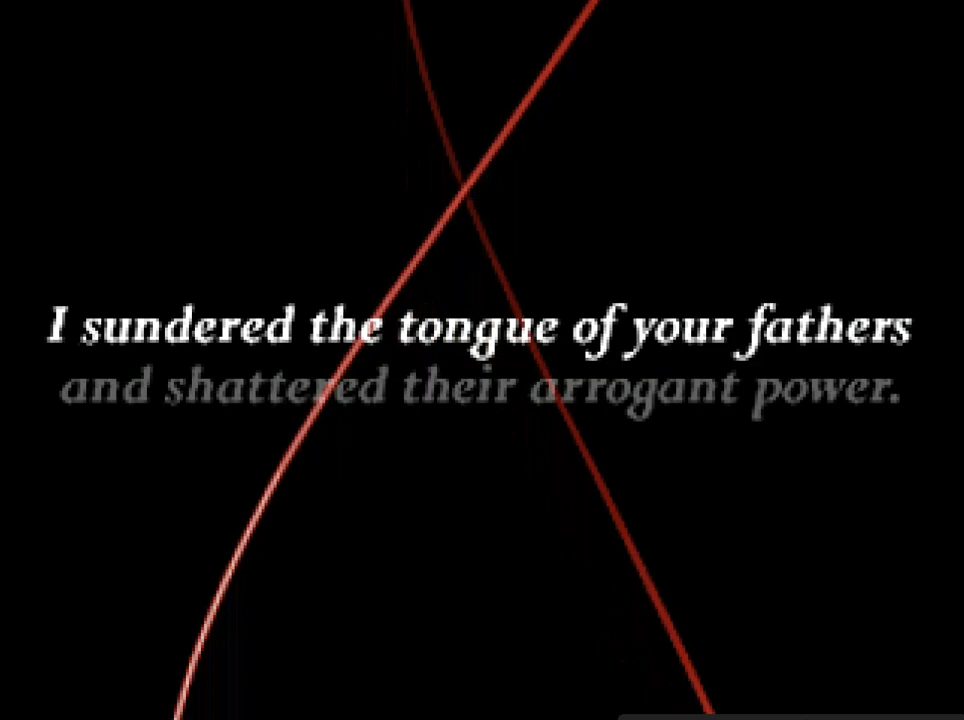 I sundered the tongue of your fathers
and shattered their arrogant power.